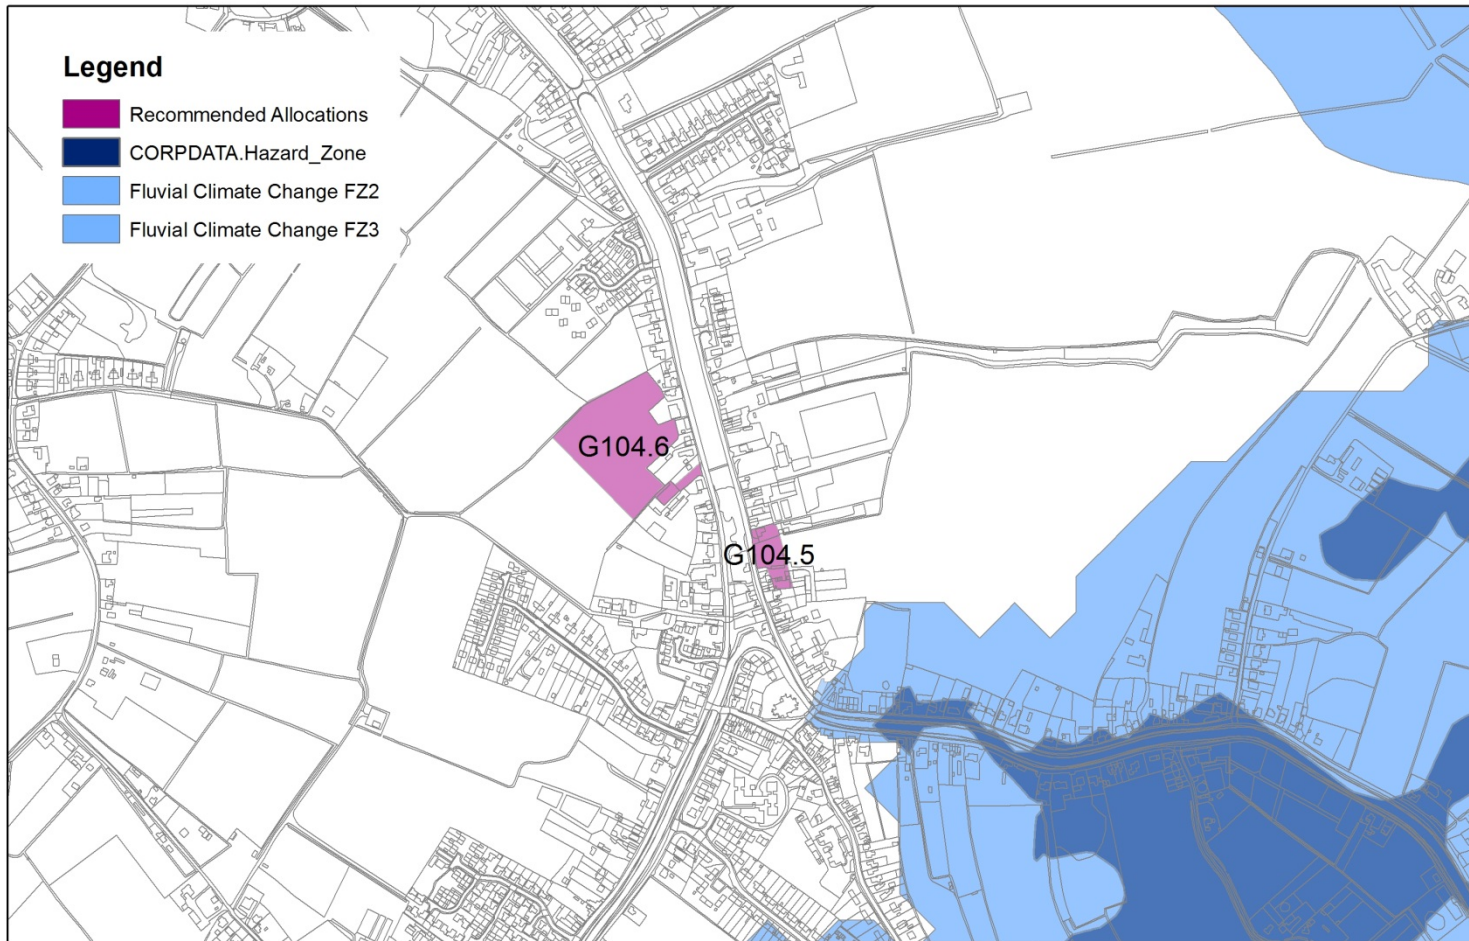 Legend
Recommended Allocations
CORPDATA.Hazard_Zone
Fluvial Climate Change FZ2
Fluvial Climate Change FZ3
G104.6
G104.5